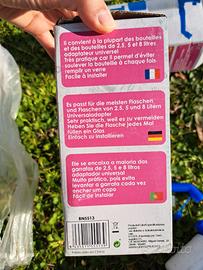 Il convient à la plupart des bouteilles
et des bouteilles de 2, 5, 5 et 8 litres
adaptateur universel
Très pratique car il permet d'éviter
de soulever la bouteille à chaque fois
remplir un verre
Facile à installer
Es passt für die meisten Flaschen
und Flaschen von 2, 5, 5 und 8 Litern
Universaladapter
Sehr praktisch, weil es zu vermeiden
Heben Sie die Flasche jedes Mal
füllen ein Glas
Einfach zu installieren
Elle se encaixa a maioria das
garrafas de 2, 5, 5 e 8 litros
adaptador universal
Muito prático, pois evita
levantar a garrafa cada vez
encher um copo
Fácil instalar
BN5513